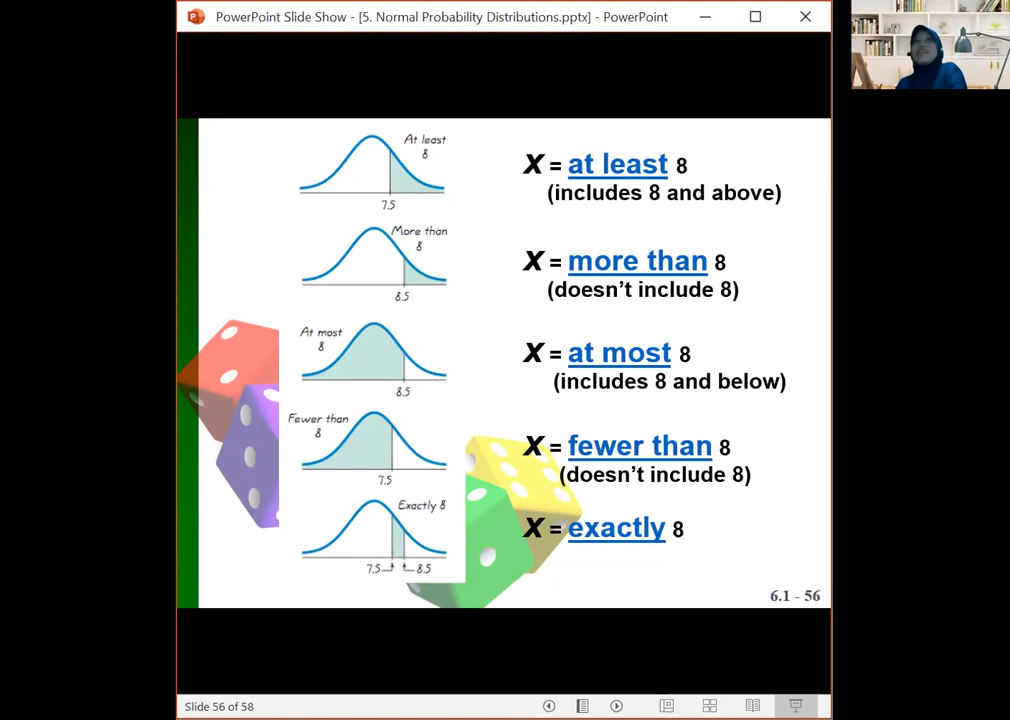 PowerPoint Slide Show - [5. Normal Probability Distributions.pptx] - PowerPoint
At least
8
7.5
X = at least 8
(includes 8 and above)
More than
8
8.5
X = more than 8
(doesn’t include 8)
At most
8
8.5
X = at most 8
(includes 8 and below)
Fewer than
8
7.5
X = fewer than 8
(doesn’t include 8)
Exactly 8
7.5 8.5
X = exactly 8
6.1 - 56
Slide 56 of 58